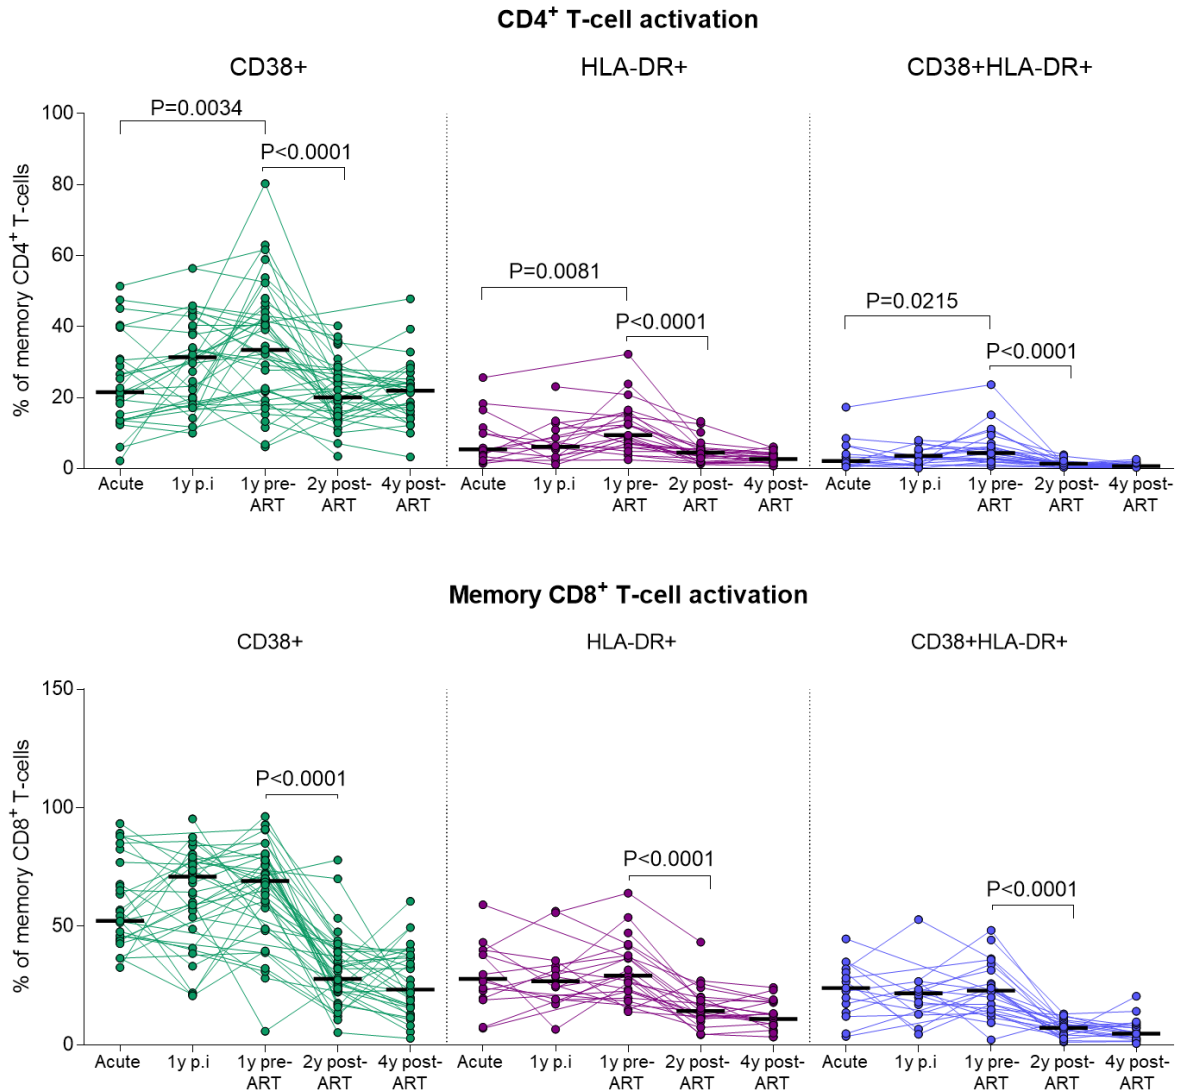 CD4⁺ T-cell activation
CD38+ HLA-DR+ CD38+HLA-DR+
% of memory CD4⁺ T-cells
100
80
60
40
20
0
P=0.0034
P<0.0001
P=0.0081
P<0.0001
P=0.0215
P<0.0001
Acute 1y p.i 1y pre- 2y post- 4y post- Acute 1y p.i 1y pre- 2y post- 4y post- Acute 1y p.i 1y pre- 2y post- 4y post-
ART ART ART ART ART ART ART ART ART
Memory CD8⁺ T-cell activation
CD38+ HLA-DR+ CD38+HLA-DR+
% of memory CD8⁺ T-cells
150
100
50
0
P<0.0001
P<0.0001
P<0.0001
Acute 1y p.i 1y pre- 2y post- 4y post- Acute 1y p.i 1y pre- 2y post- 4y post- Acute 1y p.i 1y pre- 2y post- 4y post-
ART ART ART ART ART ART ART ART ART